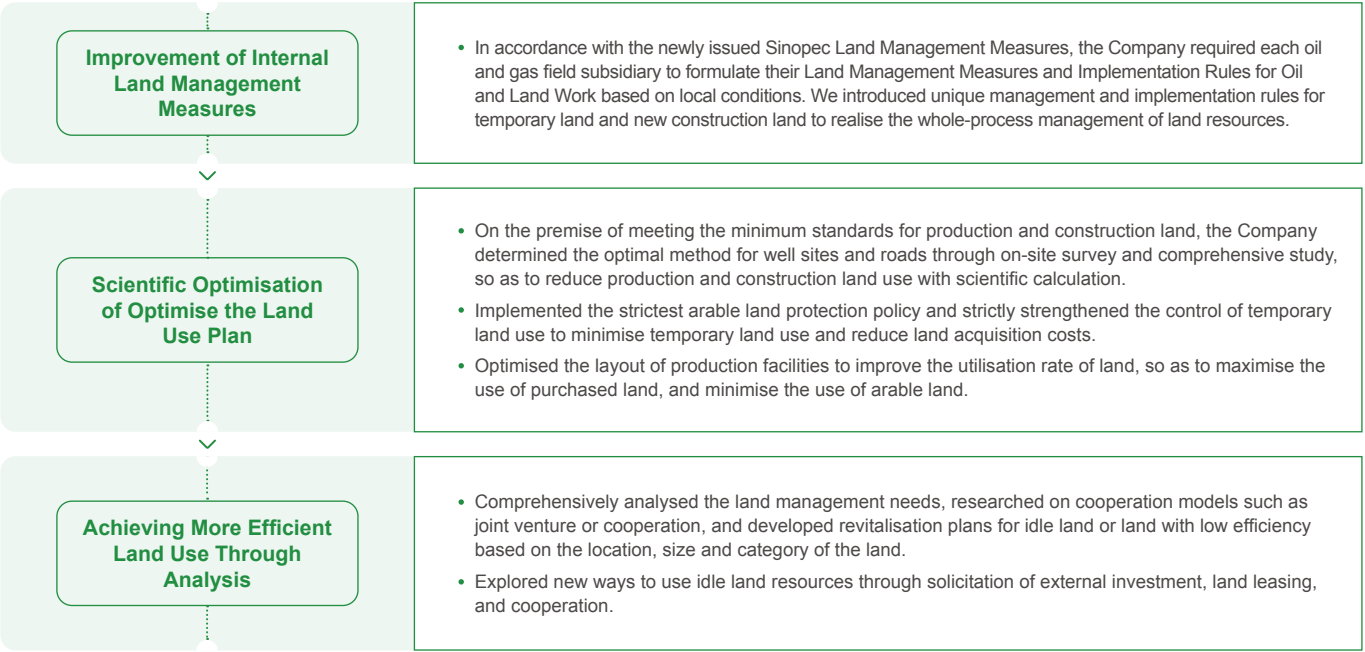 Improvement of Internal
Land Management
Measures
• In accordance with the newly issued Sinopec Land Management Measures, the Company required each oil
and gas field subsidiary to formulate their Land Management Measures and Implementation Rules for Oil
and Land Work based on local conditions. We introduced unique management and implementation rules for
temporary land and new construction land to realise the whole-process management of land resources.
Scientific Optimisation
of Optimise the Land
Use Plan
• On the premise of meeting the minimum standards for production and construction land, the Company
determined the optimal method for well sites and roads through on-site survey and comprehensive study,
so as to reduce production and construction land use with scientific calculation.
• Implemented the strictest arable land protection policy and strictly strengthened the control of temporary
land use to minimise temporary land use and reduce land acquisition costs.
• Optimised the layout of production facilities to improve the utilisation rate of land, so as to maximise the
use of purchased land, and minimise the use of arable land.
Achieving More Efficient
Land Use Through
Analysis
• Comprehensively analysed the land management needs, researched on cooperation models such as
joint venture or cooperation, and developed revitalisation plans for idle land or land with low efficiency
based on the location, size and category of the land.
• Explored new ways to use idle land resources through solicitation of external investment, land leasing,
and cooperation.